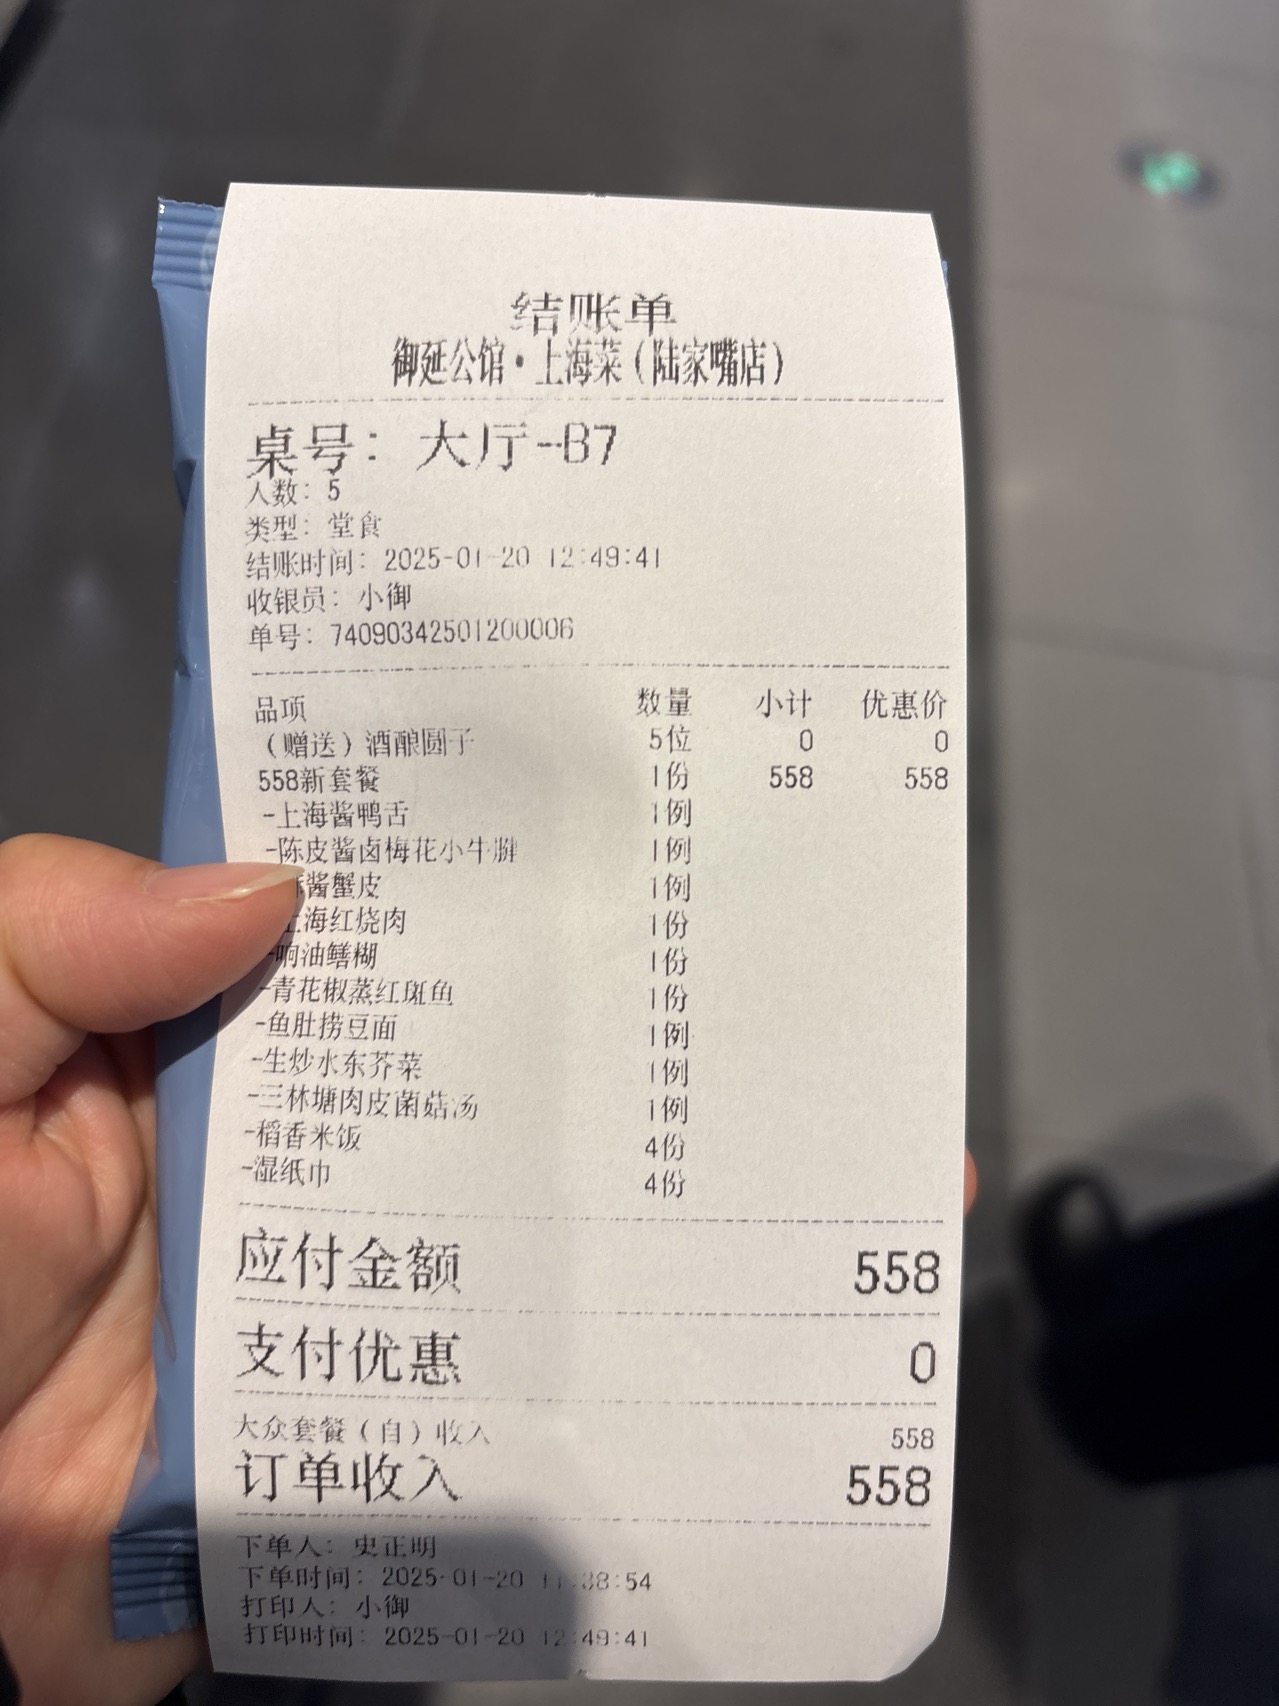 结账单
御延公馆·上海菜(陆家嘴店)
桌号: 大厅-B7
人数: 5
类型: 堂食
结账时间: 2025-01-20 12:49:41
收银员: 小御
单号: 74090342501200006
品项 数量 小计 优惠价
(赠送)酒酿圆子 5位 0 0
558新套餐 1份 558 558
-上海酱鸭舌 1例
-陈皮酱卤梅花小牛腱 1例
酱蟹皮 1例
上海红烧肉 1份
-响油鳝糊 1份
-青花椒蒸红斑鱼 1份
-鱼肚捞豆面 1例
-生炒水东芥菜 1例
-三林塘肉皮菌菇汤 1例
-稻香米饭 4份
-湿纸巾 4份
应付金额 558
支付优惠 0
大众套餐(自)收入 558
订单收入 558
下单人: 史正明
下单时间: 2025-01-20 11:38:54
打印人: 小御
打印时间: 2025-01-20 12:49:41